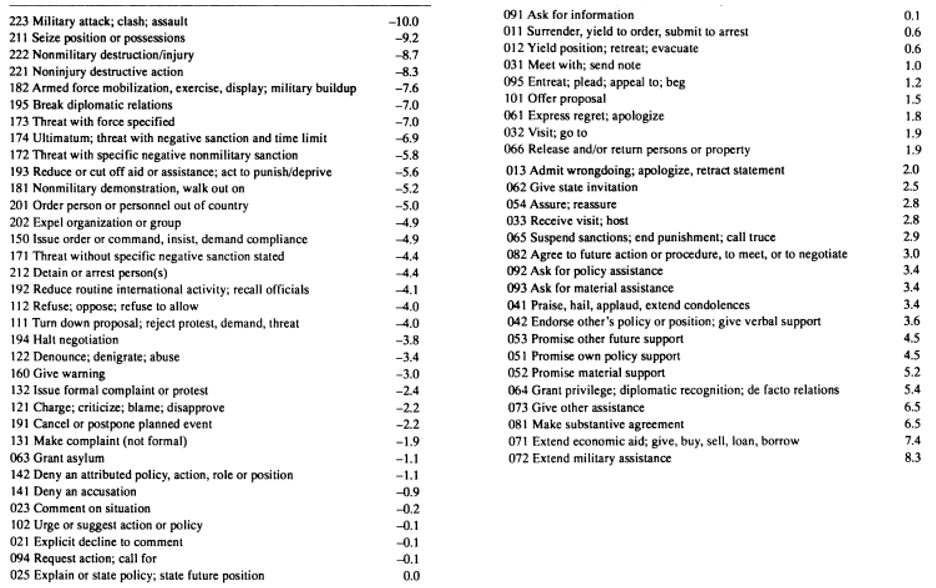 223 Military attack; clash; assault –10.0
211 Seize position or possessions –9.2
222 Nonmilitary destruction/injury –8.7
221 Noninjury destructive action –8.3
182 Armed force mobilization, exercise, display; military buildup –7.6
195 Break diplomatic relations –7.0
173 Threat with force specified –7.0
174 Ultimatum; threat with negative sanction and time limit –6.9
172 Threat with specific negative nonmilitary sanction –5.8
193 Reduce or cut off aid or assistance; act to punish/deprive –5.6
181 Nonmilitary demonstration, walk out on –5.2
201 Order person or personnel out of country –5.0
202 Expel organization or group –4.9
150 Issue order or command, insist, demand compliance –4.9
171 Threat without specific negative sanction stated –4.4
212 Detain or arrest person(s) –4.4
192 Reduce routine international activity; recall officials –4.1
112 Refuse; oppose; refuse to allow –4.0
111 Turn down proposal; reject protest, demand, threat –4.0
194 Halt negotiation –3.8
122 Denounce; denigrate; abuse –3.4
160 Give warning –3.0
132 Issue formal complaint or protest –2.4
121 Charge; criticize; blame; disapprove –2.2
191 Cancel or postpone planned event –2.2
131 Make complaint (not formal) –1.9
063 Grant asylum –1.1
142 Deny an attributed policy, action, role or position –1.1
141 Deny an accusation –0.9
023 Comment on situation –0.2
102 Urge or suggest action or policy –0.1
021 Explicit decline to comment –0.1
094 Request action; call for –0.1
025 Explain or state policy; state future position 0.0
091 Ask for information 0.1
011 Surrender, yield to order, submit to arrest 0.6
012 Yield position; retreat; evacuate 0.6
031 Meet with; send note 1.0
095 Entreat; plead; appeal to; beg 1.2
101 Offer proposal 1.5
061 Express regret; apologize 1.8
032 Visit; go to 1.9
066 Release and/or return persons or property 1.9
013 Admit wrongdoing; apologize, retract statement 2.0
062 Give state invitation 2.5
054 Assure; reassure 2.8
033 Receive visit; host 2.8
065 Suspend sanctions; end punishment; call truce 2.9
082 Agree to future action or procedure, to meet, or to negotiate 3.0
092 Ask for policy assistance 3.4
093 Ask for material assistance 3.4
041 Praise, hail, applaud, extend condolences 3.4
042 Endorse other's policy or position; give verbal support 3.6
053 Promise other future support 4.5
051 Promise own policy support 4.5
052 Promise material support 5.2
064 Grant privilege; diplomatic recognition; de facto relations 5.4
073 Give other assistance 6.5
081 Make substantive agreement 6.5
071 Extend economic aid; give, buy, sell, loan, borrow 7.4
072 Extend military assistance 8.3